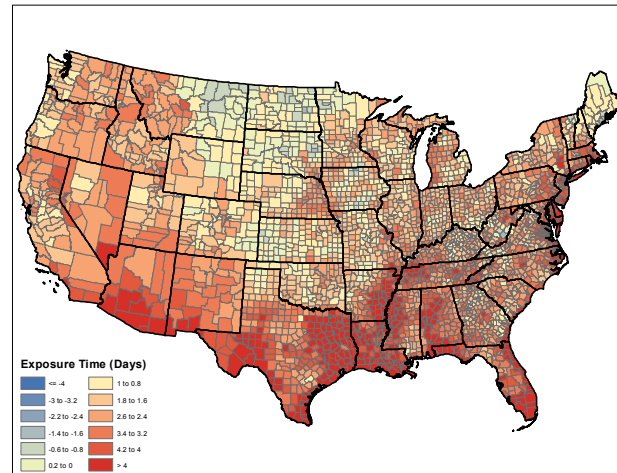 Exposure Time (Days)
<= -4
-3 to -3.2
-2.2 to -2.4
-1.4 to -1.6
-0.6 to -0.8
0.2 to 0
1 to 0.8
1.8 to 1.6
2.6 to 2.4
3.4 to 3.2
4.2 to 4
> 4